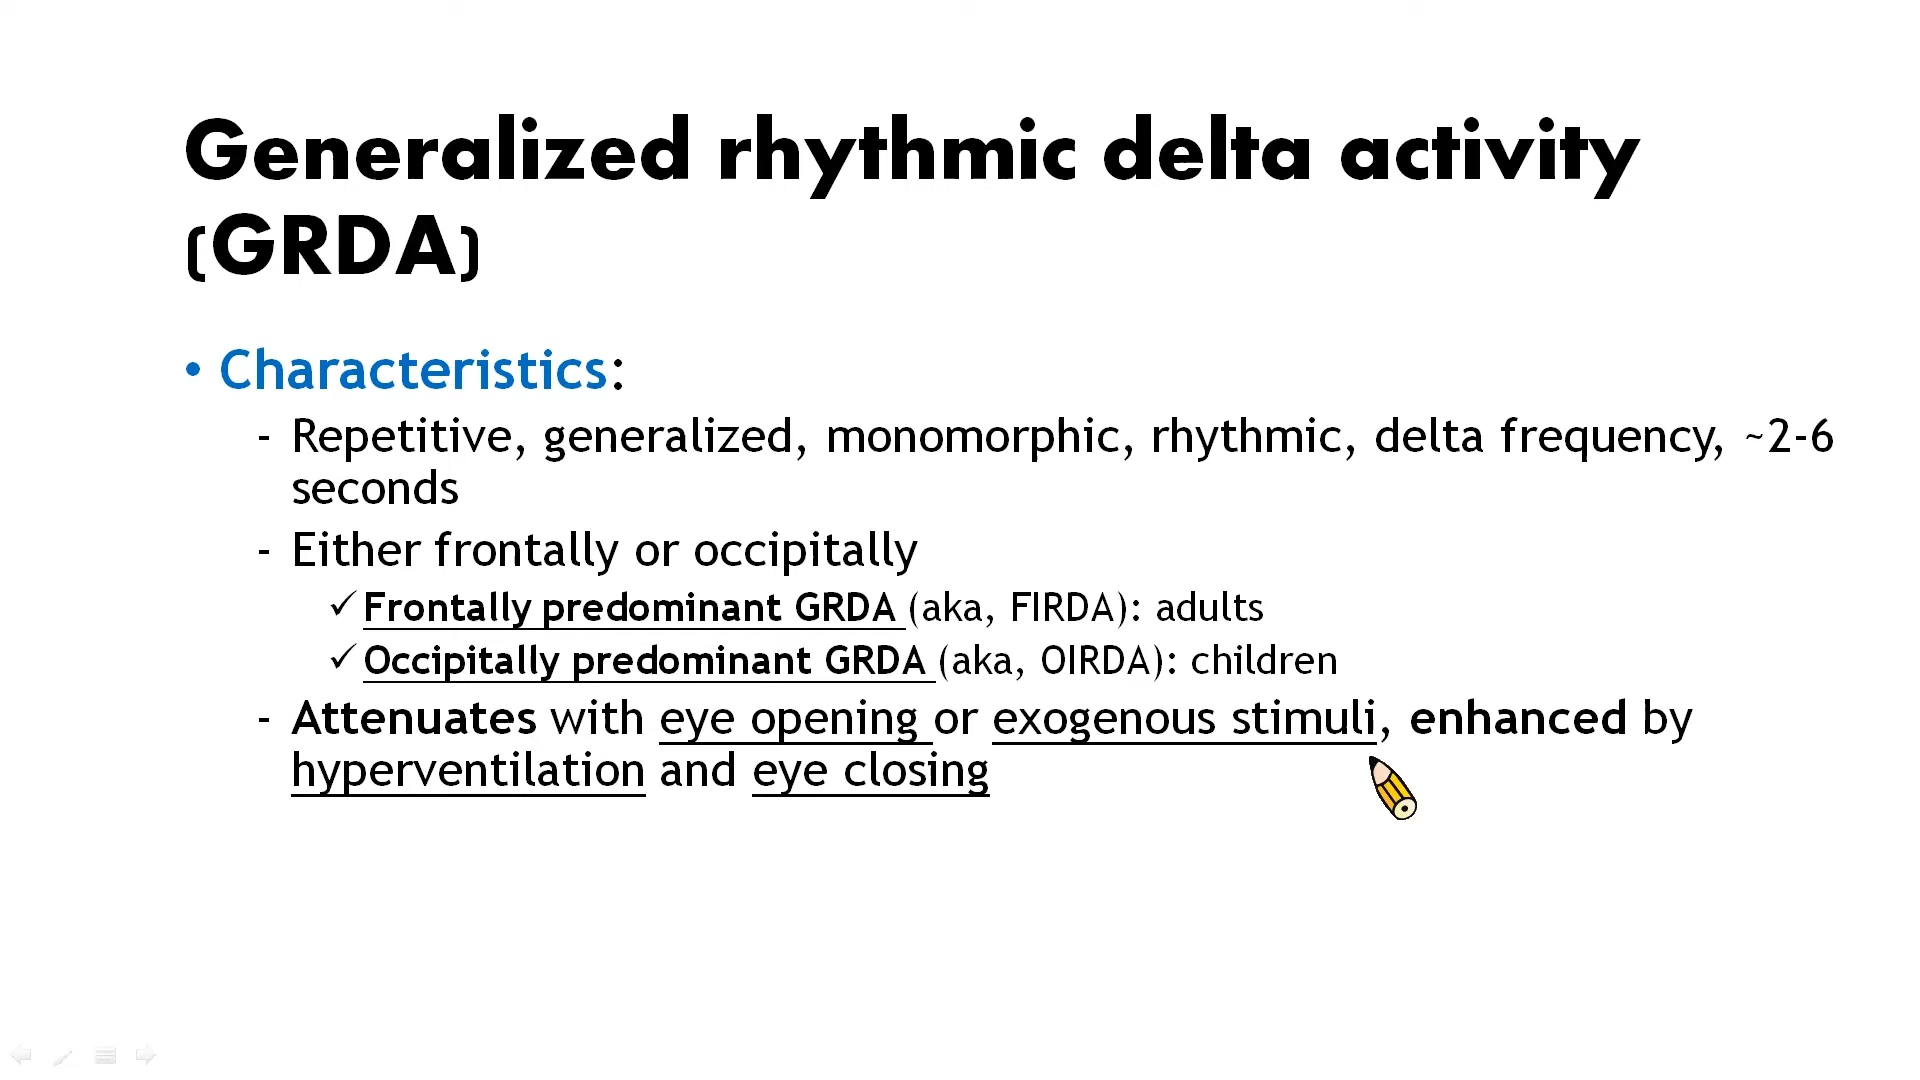 Generalized rhythmic delta activity
(GRDA)
• Characteristics:
- Repetitive, generalized, monomorphic, rhythmic, delta frequency, ~2-6
seconds
- Either frontally or occipitally
✓ Frontally predominant GRDA (aka, FIRDA): adults
✓ Occipitally predominant GRDA (aka, OIRDA): children
- Attenuates with eye opening or exogenous stimuli, enhanced by
hyperventilation and eye closing